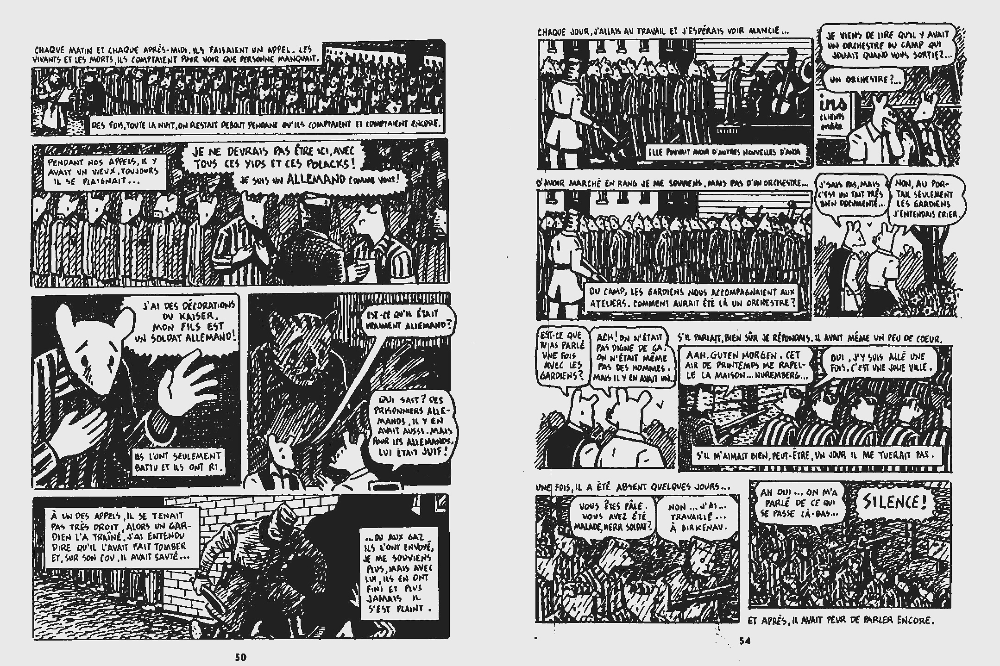 CHAQUE MATIN ET CHAQUE APRÈS-MIDI, ILS FAISAIENT UN APPEL. LES
VIVANTS ET LES MORTS, ILS COMPTAIENT POUR VOIR QUE PERSONNE MANQUAIT.
DES FOIS, TOUTE LA NUIT, ON RESTAIT DEBOUT PENDANT QU'ILS COMPTAIENT ET COMPTAIENT ENCORE.
PENDANT NOS APPELS, IL Y
AVAIT UN VIEUX, TOUJOURS
IL SE PLAIGNAIT...
JE NE DEVRAIS PAS ÊTRE ICI, AVEC
TOUS CES YIDS ET CES POLACKS!
JE SUIS UN ALLEMAND COMME VOUS!
J'AI DES DÉCORATIONS
DU KAISER.
MON FILS EST
UN SOLDAT ALLEMAND!
ILS L'ONT SEULEMENT
BATTU ET ILS ONT RI.
EST-CE QU'IL ÉTAIT
VRAIMENT ALLEMAND?
QUI SAIT? DES
PRISONNIERS ALLE-
MANDS, IL Y EN
AVAIT AUSSI. MAIS
POUR LES ALLEMANDS,
LUI ÉTAIT JUIF!
À UN DES APPELS, IL SE TENAIT
PAS TRÈS DROIT, ALORS UN GAR-
DIEN L'A TRAÎNÉ. J'AI ENTENDU
DIRE QU'IL L'AVAIT FAIT TOMBER
ET, SUR SON COU, IL AVAIT SAUTÉ...
...OU AUX GAZ
ILS L'ONT ENVOYÉ,
JE ME SOUVIENS
PLUS, MAIS AVEC
LUI, ILS EN ONT
FINI ET PLUS
JAMAIS IL
S'EST PLAINT.
50
CHAQUE JOUR, J'ALLAIS AU TRAVAIL ET J'ESPÉRAIS VOIR MANCIE...
ELLE POUVAIT AVOIR D'AUTRES NOUVELLES D'ANJA
JE VIENS DE LIRE QU'IL Y AVAIT
UN ORCHESTRE DU CAMP QUI
JOUAIT QUAND VOUS SORTIEZ...
UN ORCHESTRE?...
ins
CLIENTS
D'AVOIR MARCHÉ EN RANG JE ME SOUVIENS, MAIS PAS D'UN ORCHESTRE...
DU CAMP, LES GARDIENS NOUS ACCOMPAGNAIENT AUX
ATELIERS. COMMENT AURAIT ÉTÉ LÀ UN ORCHESTRE?
J'SAIS PAS, MAIS
C'EST UN FAIT TRÈS
BIEN DOCUMENTÉ...
NON, AU POR-
TAIL SEULEMENT
LES GARDIENS
J'ENTENDAIS CRIER.
EST-CE QUE
TU AS PARLÉ
UNE FOIS
AVEC LES
GARDIENS?
ACH! ON N'ÉTAIT
PAS DIGNE DE ÇA.
ON N'ÉTAIT MÊME
PAS DES HOMMES.
MAIS IL Y EN AVAIT UN...
S'IL PARLAIT, BIEN SÛR JE RÉPONDAIS. IL AVAIT MÊME UN PEU DE COEUR.
AAH. GUTEN MORGEN. CET
AIR DE PRINTEMPS ME RAPEL-
LE LA MAISON... NUREMBERG...
OUI, J'Y SUIS ALLÉ UNE
FOIS. C'EST UNE JOLIE VILLE.
S'IL M'AIMAIT BIEN, PEUT-ÊTRE, UN JOUR IL ME TUERAIT PAS.
UNE FOIS, IL A ÉTÉ ABSENT QUELQUES JOURS...
VOUS ÊTES PÂLE.
VOUS AVEZ ÉTÉ
MALADE, HERR SOLDAT?
NON... J'AI...
TRAVAILLÉ...
À BIRKENAU.
AH OUI... ON M'A
PARLÉ DE CE QUI
SE PASSE LÀ-BAS...
SILENCE!
ET APRÈS, IL AVAIT PEUR DE PARLER ENCORE.
54